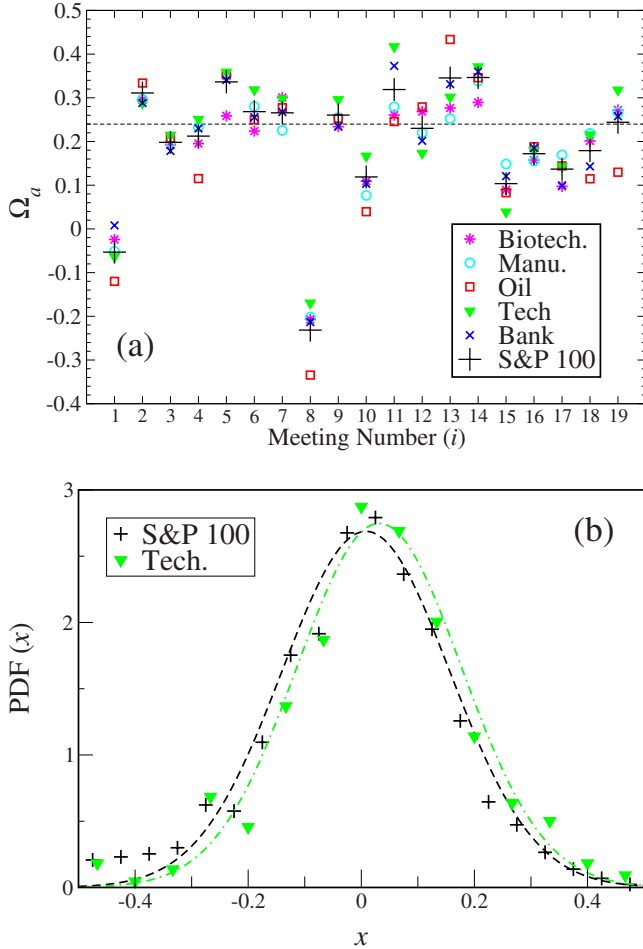 0.5
0.4
0.3
0.2
0.1
0
-0.1
-0.2
-0.3
-0.4
Ωa
(a)
Biotech.
Manu.
Oil
Tech
Bank
S&P 100
1 2 3 4 5 6 7 8 9 10 11 12 13 14 15 16 17 18 19
Meeting Number (i)
3
2
1
0
PDF (x)
S&P 100
Tech.
(b)
-0.4 -0.2 0 0.2 0.4
x